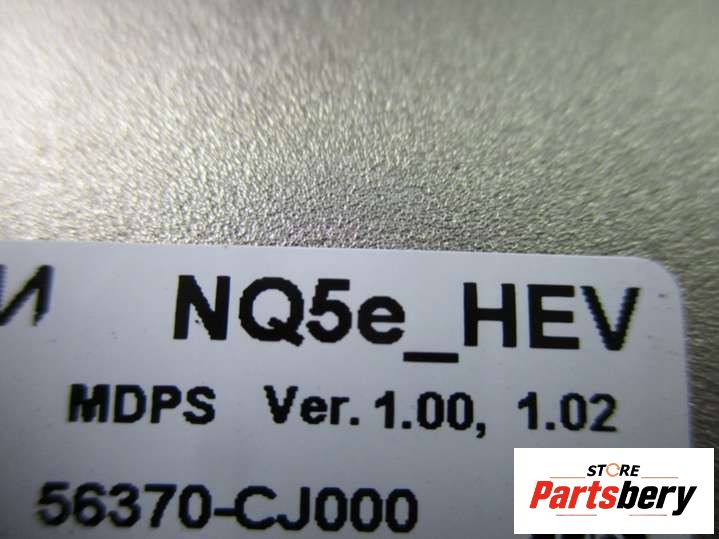 NQ5e_HEV
MDPS Ver. 1.00, 1.02
56370-CJ000
STORE
Partsbery